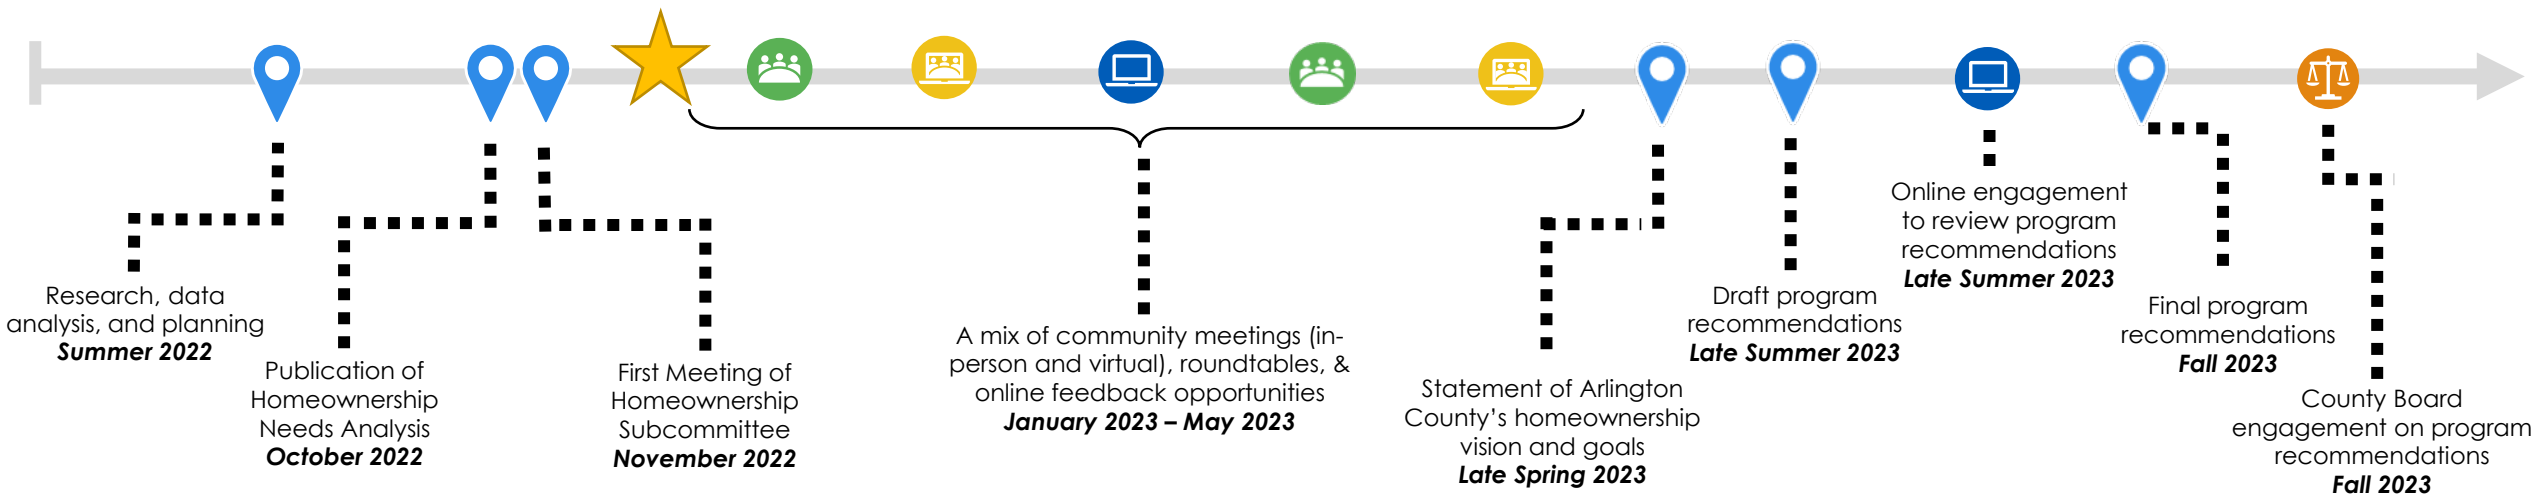 Research, data
analysis, and planning
Summer 2022
Publication of
Homeownership
Needs Analysis
October 2022
First Meeting of
Homeownership
Subcommittee
November 2022
A mix of community meetings (in-
person and virtual), roundtables, &
online feedback opportunities
January 2023 – May 2023
Statement of Arlington
County’s homeownership
vision and goals
Late Spring 2023
Draft program
recommendations
Late Summer 2023
Online engagement
to review program
recommendations
Late Summer 2023
Final program
recommendations
Fall 2023
County Board
engagement on program
recommendations
Fall 2023